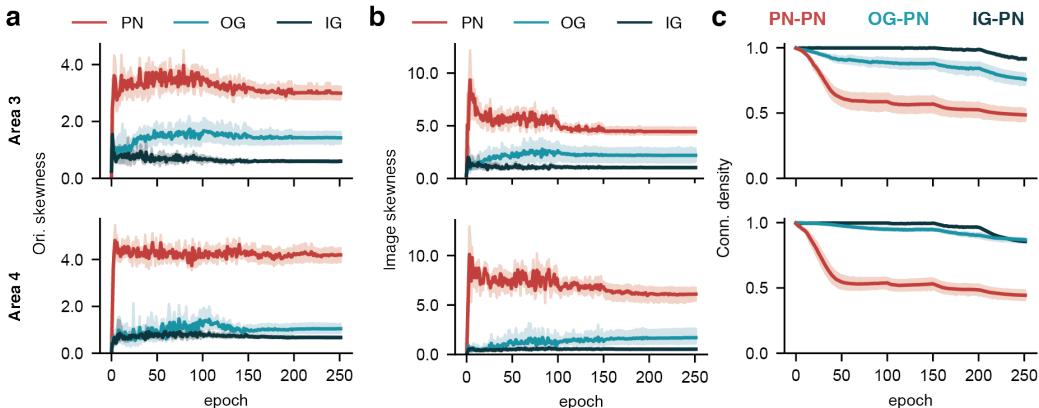 a
PN OG IG
Area 3
Ori. skewness
4.0
2.0
0.0
Area 4
4.0
2.0
0.0
0 50 100 150 200 250
epoch
b
PN OG IG
Image skewness
10.0
5.0
0.0
10.0
5.0
0.0
0 50 100 150 200 250
epoch
c
PN-PN OG-PN IG-PN
Conn. density
1.0
0.5
0.0
1.0
0.5
0.0
0 50 100 150 200 250
epoch